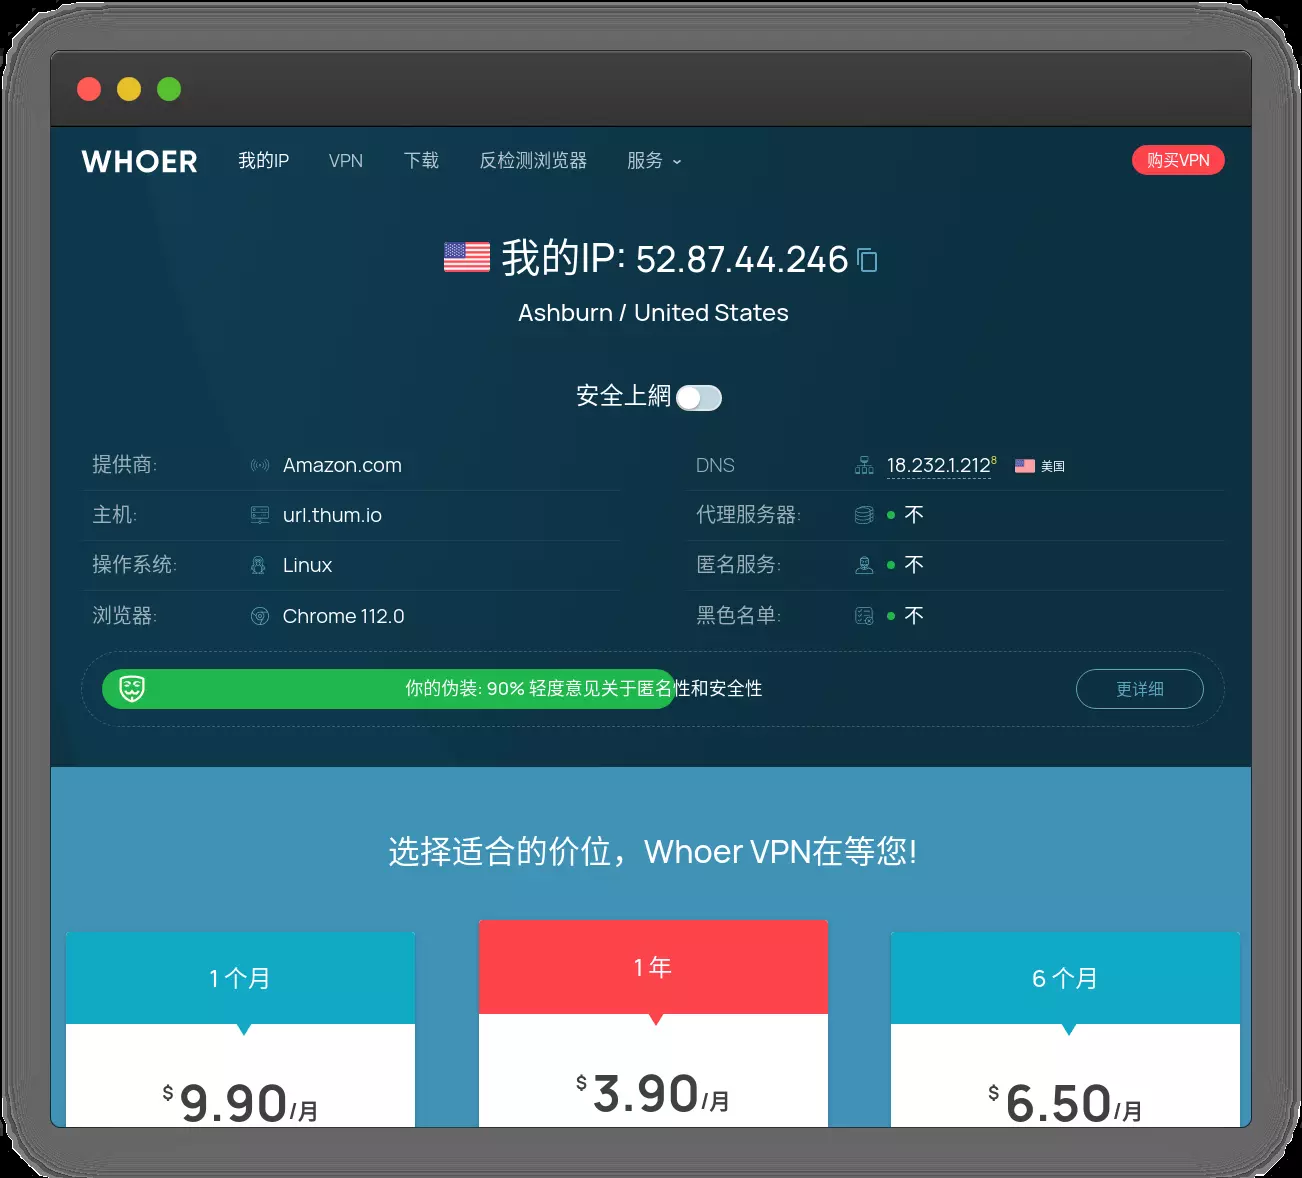 WHOER 我的IP VPN 下载 反检测浏览器 服务 购买VPN
我的IP: 52.87.44.246
Ashburn / United States
安全上網
提供商: Amazon.com DNS 18.232.1.212 8 美国
主机: url.thum.io 代理服务器: 不
操作系统: Linux 匿名服务: 不
浏览器: Chrome 112.0 黑色名单: 不
你的伪装: 90% 轻度意见关于匿名性和安全性 更详细
选择适合的价位，Whoer VPN在等您!
1 个月 1 年 6 个月
$9.90/月 $3.90/月 $6.50/月